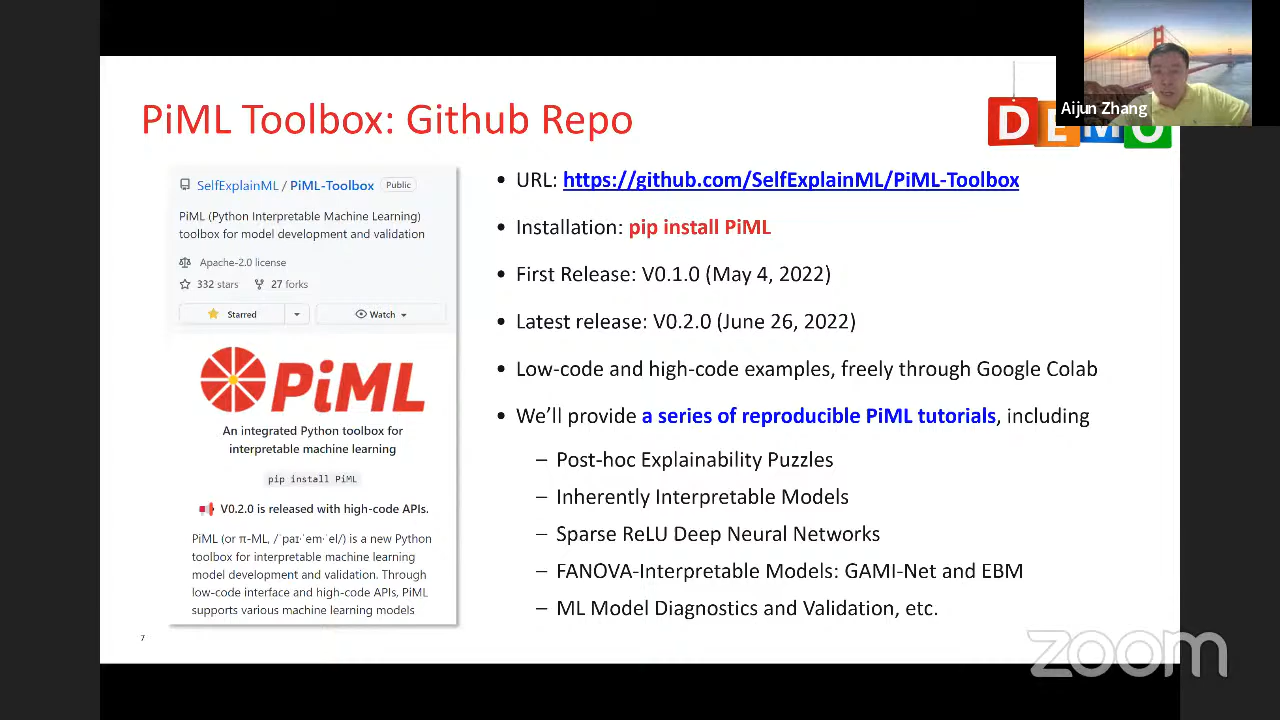 PiML Toolbox: Github Repo
DEMO
Aijun Zhang
SelfExplainML / PiML-Toolbox Public
PiML (Python Interpretable Machine Learning)
toolbox for model development and validation
Apache-2.0 license
332 stars 27 forks
Starred Watch
PiML
An integrated Python toolbox for
interpretable machine learning
pip install PiML
V0.2.0 is released with high-code APIs.
PiML (or π-ML, /ˈpaɪ·ˈem·ˈel/) is a new Python
toolbox for interpretable machine learning
model development and validation. Through
low-code interface and high-code APIs, PiML
supports various machine learning models
• URL: https://github.com/SelfExplainML/PiML-Toolbox
• Installation: pip install PiML
• First Release: V0.1.0 (May 4, 2022)
• Latest release: V0.2.0 (June 26, 2022)
• Low-code and high-code examples, freely through Google Colab
• We’ll provide a series of reproducible PiML tutorials, including
– Post-hoc Explainability Puzzles
– Inherently Interpretable Models
– Sparse ReLU Deep Neural Networks
– FANOVA-Interpretable Models: GAMI-Net and EBM
– ML Model Diagnostics and Validation, etc.
7
zoom